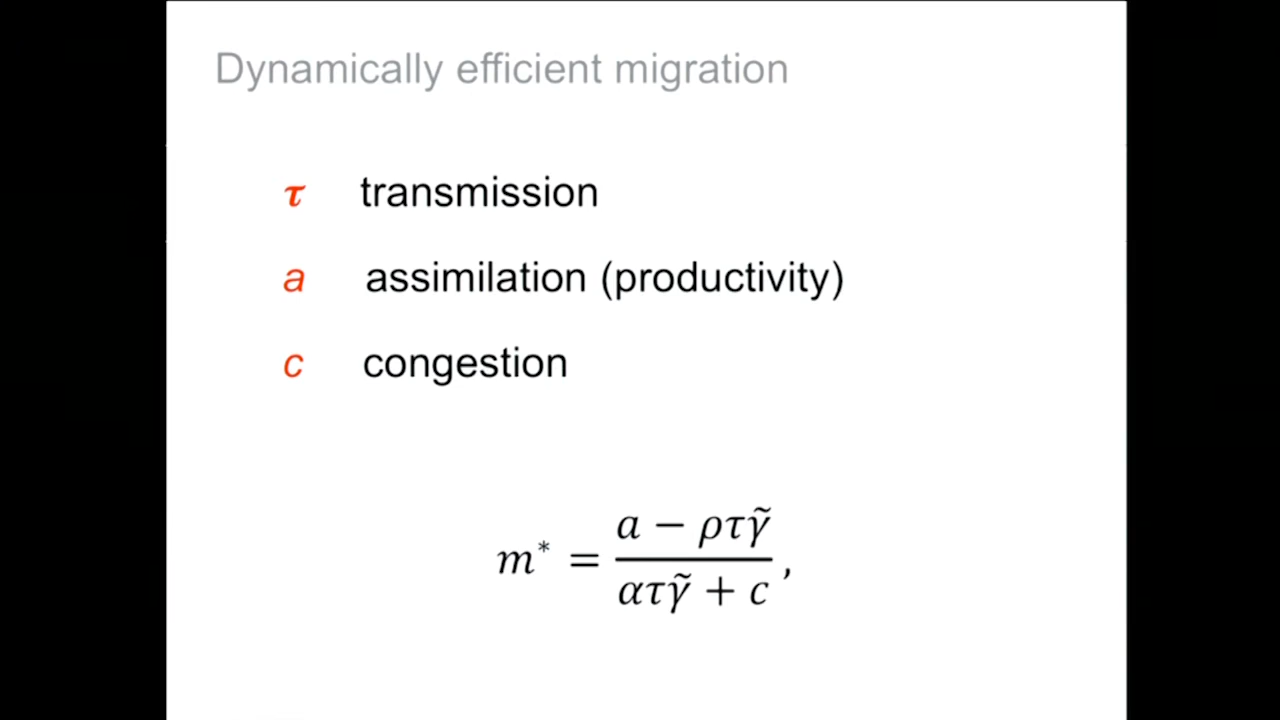 Dynamically efficient migration
τ transmission
a assimilation (productivity)
c congestion
m* = (a − ρτγ̃) / (ατγ̃ + c),